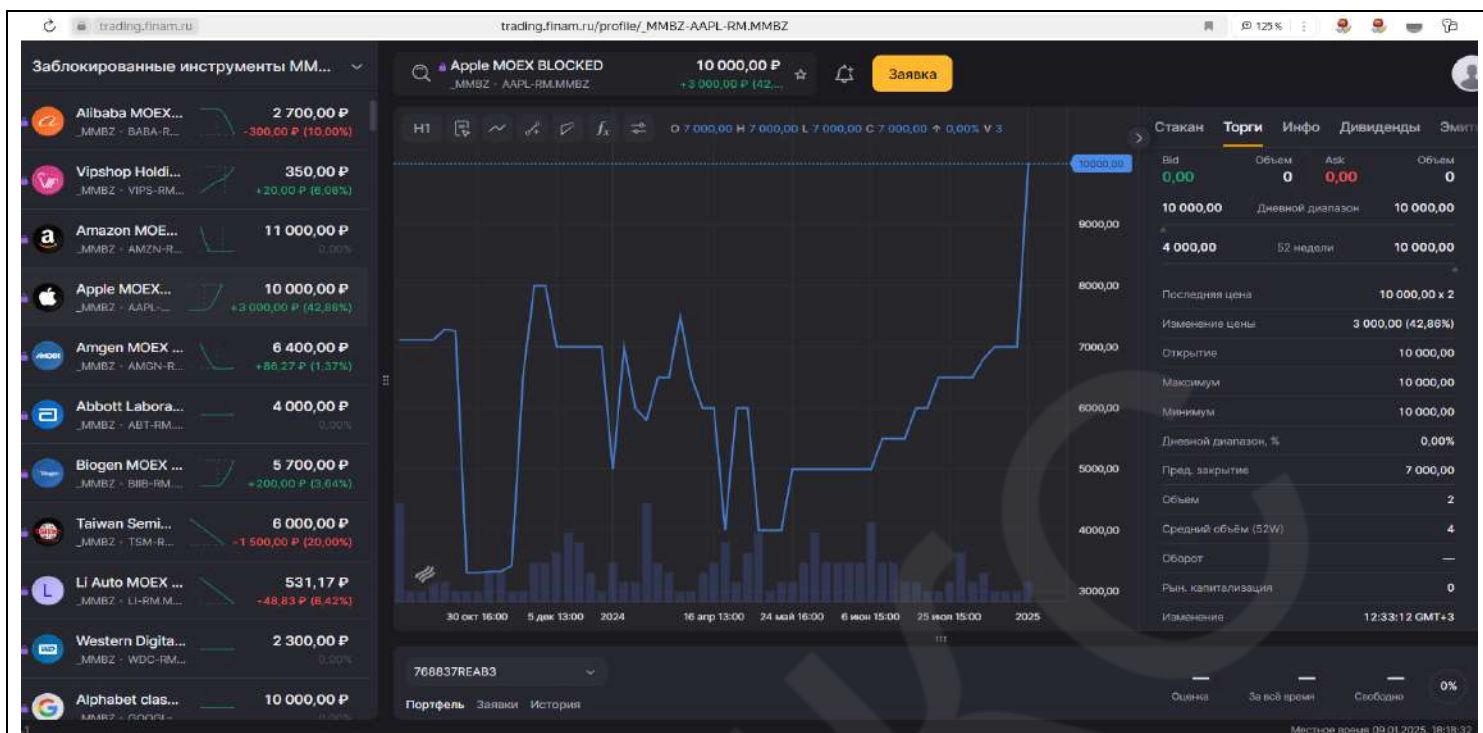 trading.finam.ru
trading.finam.ru/profile/_MMBZ-AAPL-RM.MMBZ
125 %
Заблокированные инструменты ММ...
Alibaba MOEX... 2 700,00 ₽
_MMBZ · BABA-R... -300,00 ₽ (10,00%)
Vipshop Holdi... 350,00 ₽
_MMBZ · VIPS-RM... +20,00 ₽ (6,06%)
Amazon MOE... 11 000,00 ₽
_MMBZ · AMZN-R... 0,00%
Apple MOEX... 10 000,00 ₽
_MMBZ · AAPL-... +3 000,00 ₽ (42,86%)
Amgen MOEX ... 6 400,00 ₽
_MMBZ · AMGN-R... +86,27 ₽ (1,37%)
Abbott Labora... 4 000,00 ₽
_MMBZ · ABT-RM.... 0,00%
Biogen MOEX ... 5 700,00 ₽
_MMBZ · BIIB-RM.... +200,00 ₽ (3,64%)
Taiwan Semi... 6 000,00 ₽
_MMBZ · TSM-R... -1 500,00 ₽ (20,00%)
Li Auto MOEX ... 531,17 ₽
_MMBZ · LI-RM.M... -48,83 ₽ (8,42%)
Western Digita... 2 300,00 ₽
_MMBZ · WDC-RM... 0,00%
Alphabet clas... 10 000,00 ₽
_MMBZ · GOOGL-... 0,00%
Apple MOEX BLOCKED 10 000,00 ₽
_MMBZ · AAPL-RM.MMBZ +3 000,00 ₽ (42,...
Заявка
H1 O 7 000,00 H 7 000,00 L 7 000,00 C 7 000,00 0,00% V 3
10000,00
9000,00
8000,00
7000,00
6000,00
5000,00
4000,00
3000,00
30 окт 16:00 5 дек 13:00 2024 16 апр 13:00 24 май 16:00 6 июн 15:00 25 июл 15:00 2025
768837REAB3
Портфель Заявки История
Стакан Торги Инфо Дивиденды Эмит
Bid Объем Ask Объем
0,00 0 0,00 0
10 000,00 Дневной диапазон 10 000,00
4 000,00 52 недели 10 000,00
Последняя цена 10 000,00 x 2
Изменение цены 3 000,00 (42,86%)
Открытие 10 000,00
Максимум 10 000,00
Минимум 10 000,00
Дневной диапазон, % 0,00%
Пред. закрытие 7 000,00
Объем 2
Средний объём (52W) 4
Оборот —
Рын. капитализация 0
Изменение 12:33:12 GMT+3
— — —
Оценка За всё время Свободно 0%
Местное время 09.01.2025, 18:18:32